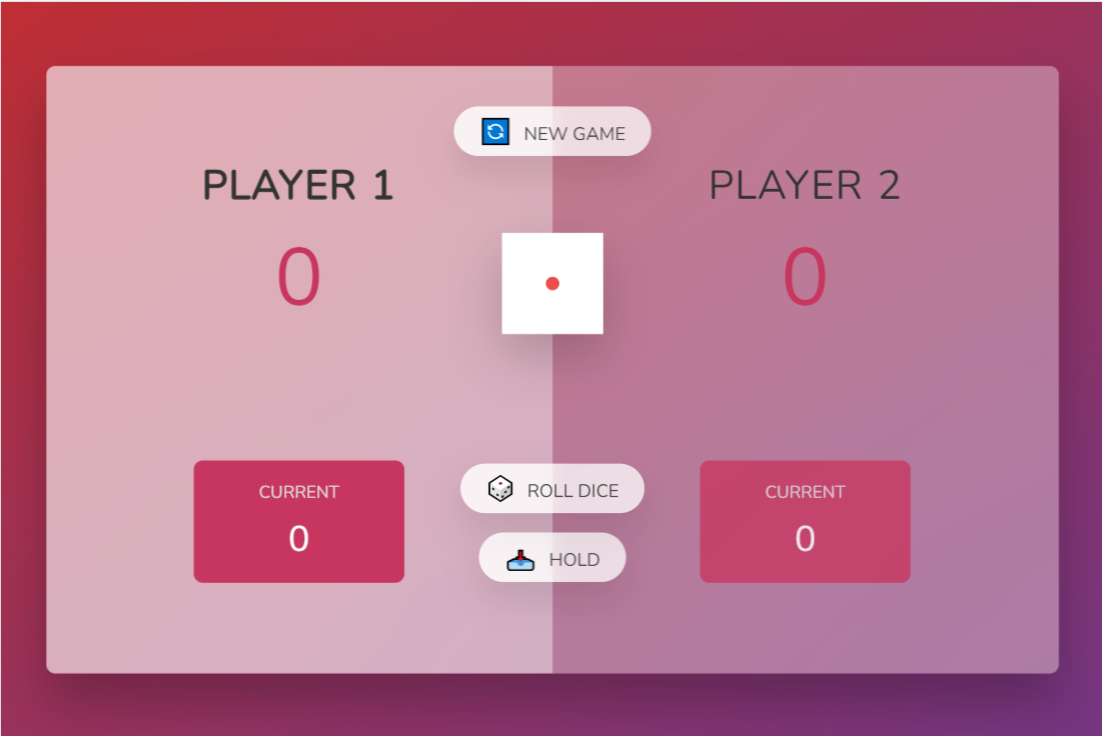 NEW GAME
PLAYER 1
PLAYER 2
0
0
CURRENT
0
ROLL DICE
HOLD
CURRENT
0